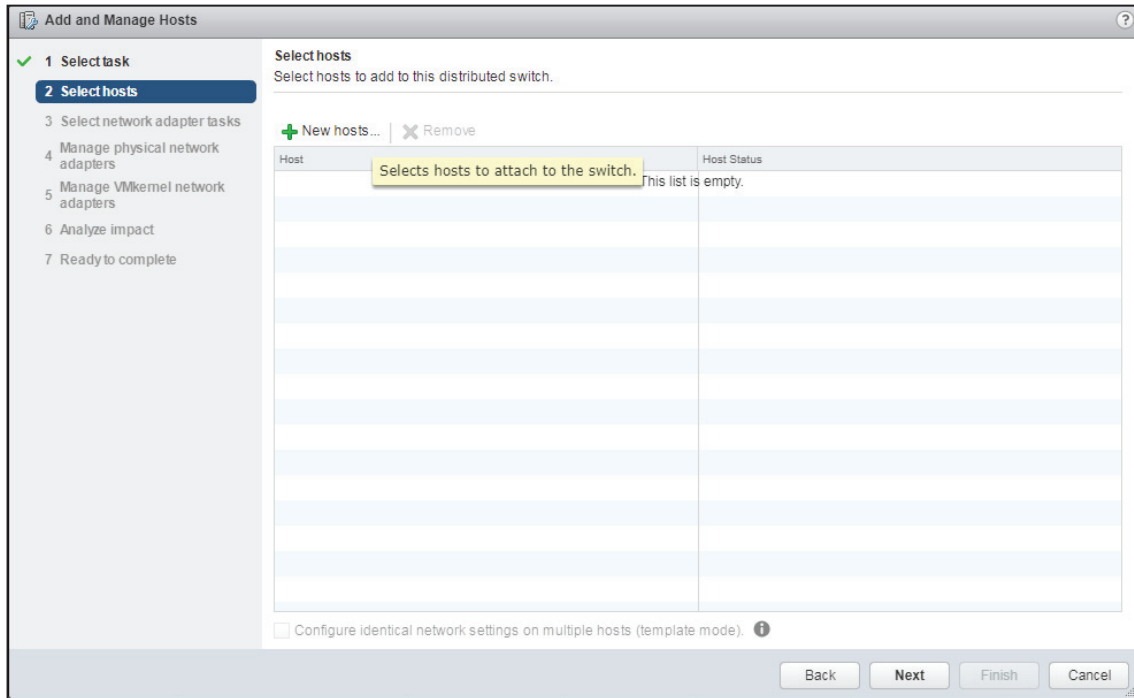 Add and Manage Hosts
?
1 Select task
2 Select hosts
3 Select network adapter tasks
4 Manage physical network
adapters
5 Manage VMkernel network
adapters
6 Analyze impact
7 Ready to complete
Select hosts
Select hosts to add to this distributed switch.
New hosts... Remove
Host Host Status
Selects hosts to attach to the switch.
This list is empty.
Configure identical network settings on multiple hosts (template mode).
Back Next Finish Cancel